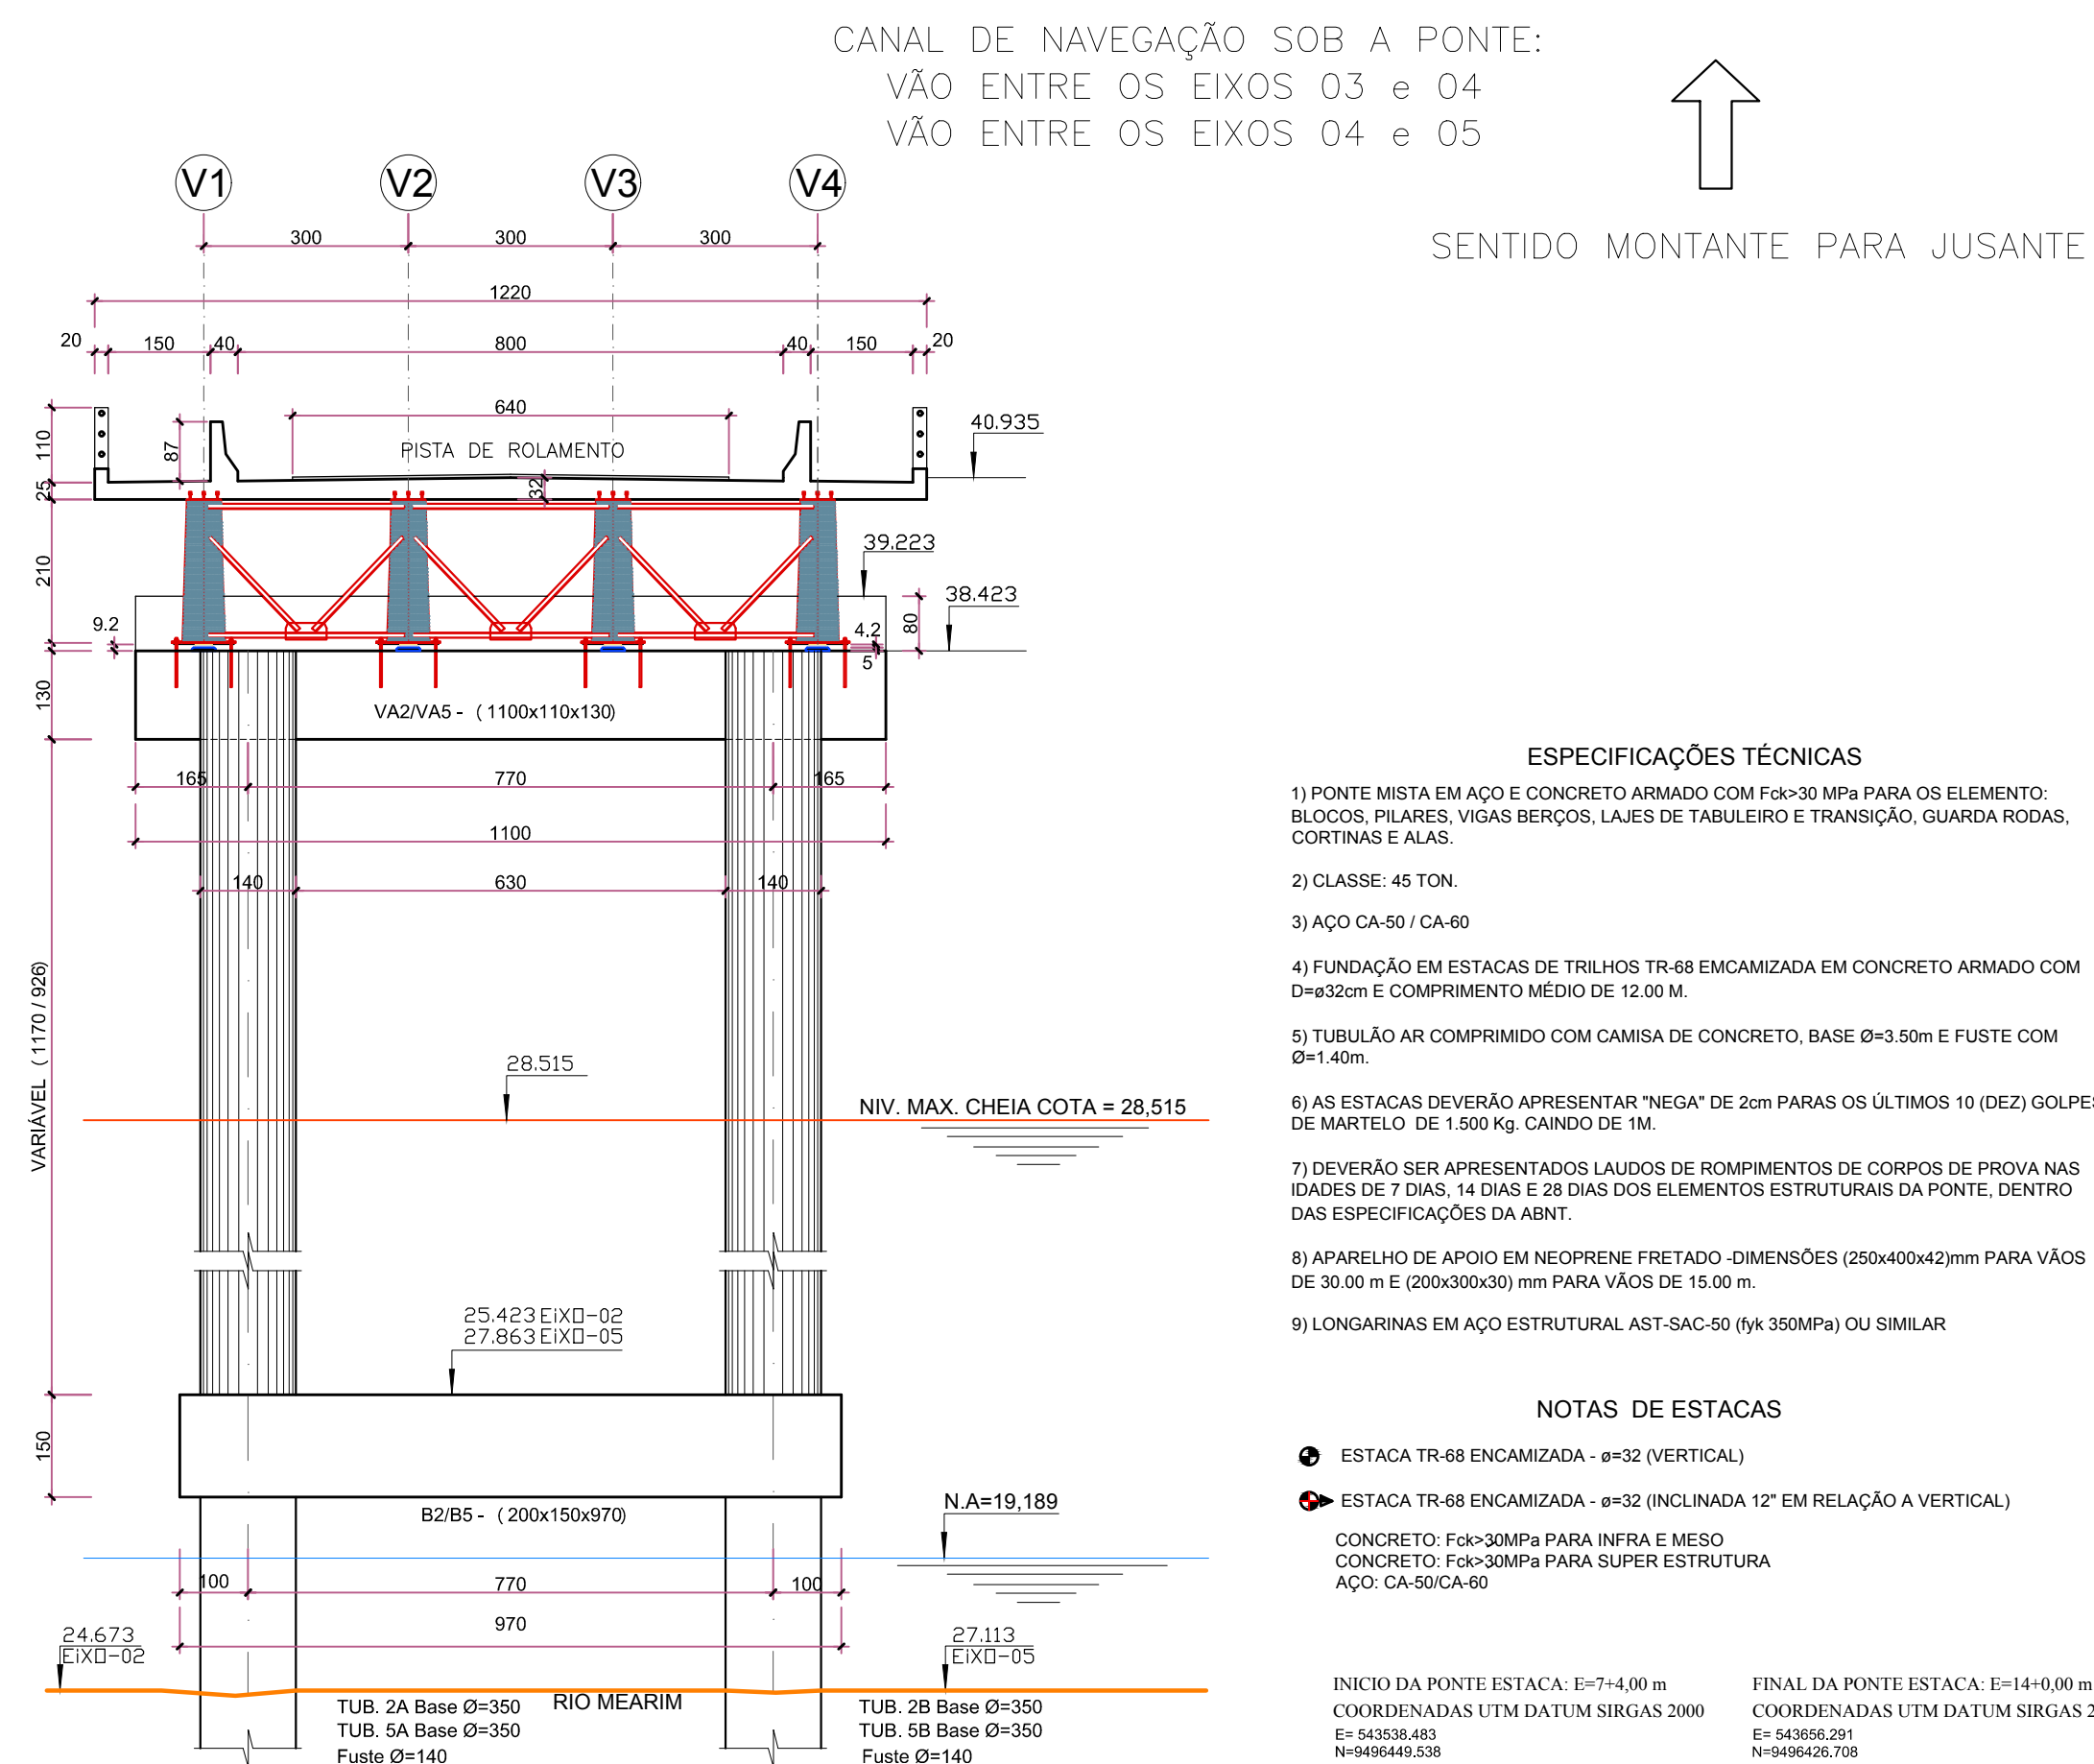 CANAL DE NAVEGAÇÃO SOB A PONTE:
VÃO ENTRE OS EIXOS 03 e 04
VÃO ENTRE OS EIXOS 04 e 05
SENTIDO MONTANTE PARA JUSANTE
V1 V2 V3 V4
300 300 300
1220
20 150 40 800 40 150 20
640
40.935
110 87 PISTA DE ROLAMENTO
25 32
39.223
210
38.423
9.2 4.2 80
5
130
VA2/VA5 - (1100x110x130)
165 770 165
1100
140 630 140
VARIÁVEL (1170 / 926)
28.515
NIV. MAX. CHEIA COTA = 28,515
25.423 EiXO-02
27.863 EiXO-05
150
B2/B5 - (200x150x970)
N.A=19,189
100 770 100
970
24.673
EiXO-02
27.113
EiXO-05
RIO MEARIM
TUB. 2A Base Ø=350
TUB. 5A Base Ø=350
Fuste Ø=140
TUB. 2B Base Ø=350
TUB. 5B Base Ø=350
Fuste Ø=140
ESPECIFICAÇÕES TÉCNICAS
1) PONTE MISTA EM AÇO E CONCRETO ARMADO COM Fck>30 MPa PARA OS ELEMENTO:
BLOCOS, PILARES, VIGAS BERÇOS, LAJES DE TABULEIRO E TRANSIÇÃO, GUARDA RODAS,
CORTINAS E ALAS.
2) CLASSE: 45 TON.
3) AÇO CA-50 / CA-60
4) FUNDAÇÃO EM ESTACAS DE TRILHOS TR-68 EMCAMIZADA EM CONCRETO ARMADO COM
D=ø32cm E COMPRIMENTO MÉDIO DE 12.00 M.
5) TUBULÃO AR COMPRIMIDO COM CAMISA DE CONCRETO, BASE Ø=3.50m E FUSTE COM
Ø=1.40m.
6) AS ESTACAS DEVERÃO APRESENTAR "NEGA" DE 2cm PARAS OS ÚLTIMOS 10 (DEZ) GOLPES
DE MARTELO DE 1.500 Kg. CAINDO DE 1M.
7) DEVERÃO SER APRESENTADOS LAUDOS DE ROMPIMENTOS DE CORPOS DE PROVA NAS
IDADES DE 7 DIAS, 14 DIAS E 28 DIAS DOS ELEMENTOS ESTRUTURAIS DA PONTE, DENTRO
DAS ESPECIFICAÇÕES DA ABNT.
8) APARELHO DE APOIO EM NEOPRENE FRETADO -DIMENSÕES (250x400x42)mm PARA VÃOS
DE 30.00 m E (200x300x30) mm PARA VÃOS DE 15.00 m.
9) LONGARINAS EM AÇO ESTRUTURAL AST-SAC-50 (fyk 350MPa) OU SIMILAR
NOTAS DE ESTACAS
ESTACA TR-68 ENCAMIZADA - ø=32 (VERTICAL)
ESTACA TR-68 ENCAMIZADA - ø=32 (INCLINADA 12" EM RELAÇÃO A VERTICAL)
CONCRETO: Fck>30MPa PARA INFRA E MESO
CONCRETO: Fck>30MPa PARA SUPER ESTRUTURA
AÇO: CA-50/CA-60
INICIO DA PONTE ESTACA: E=7+4,00 m
COORDENADAS UTM DATUM SIRGAS 2000
E= 543538.483
N=9496449.538
FINAL DA PONTE ESTACA: E=14+0,00 m
COORDENADAS UTM DATUM SIRGAS 2
E= 543656.291
N=9496426.708